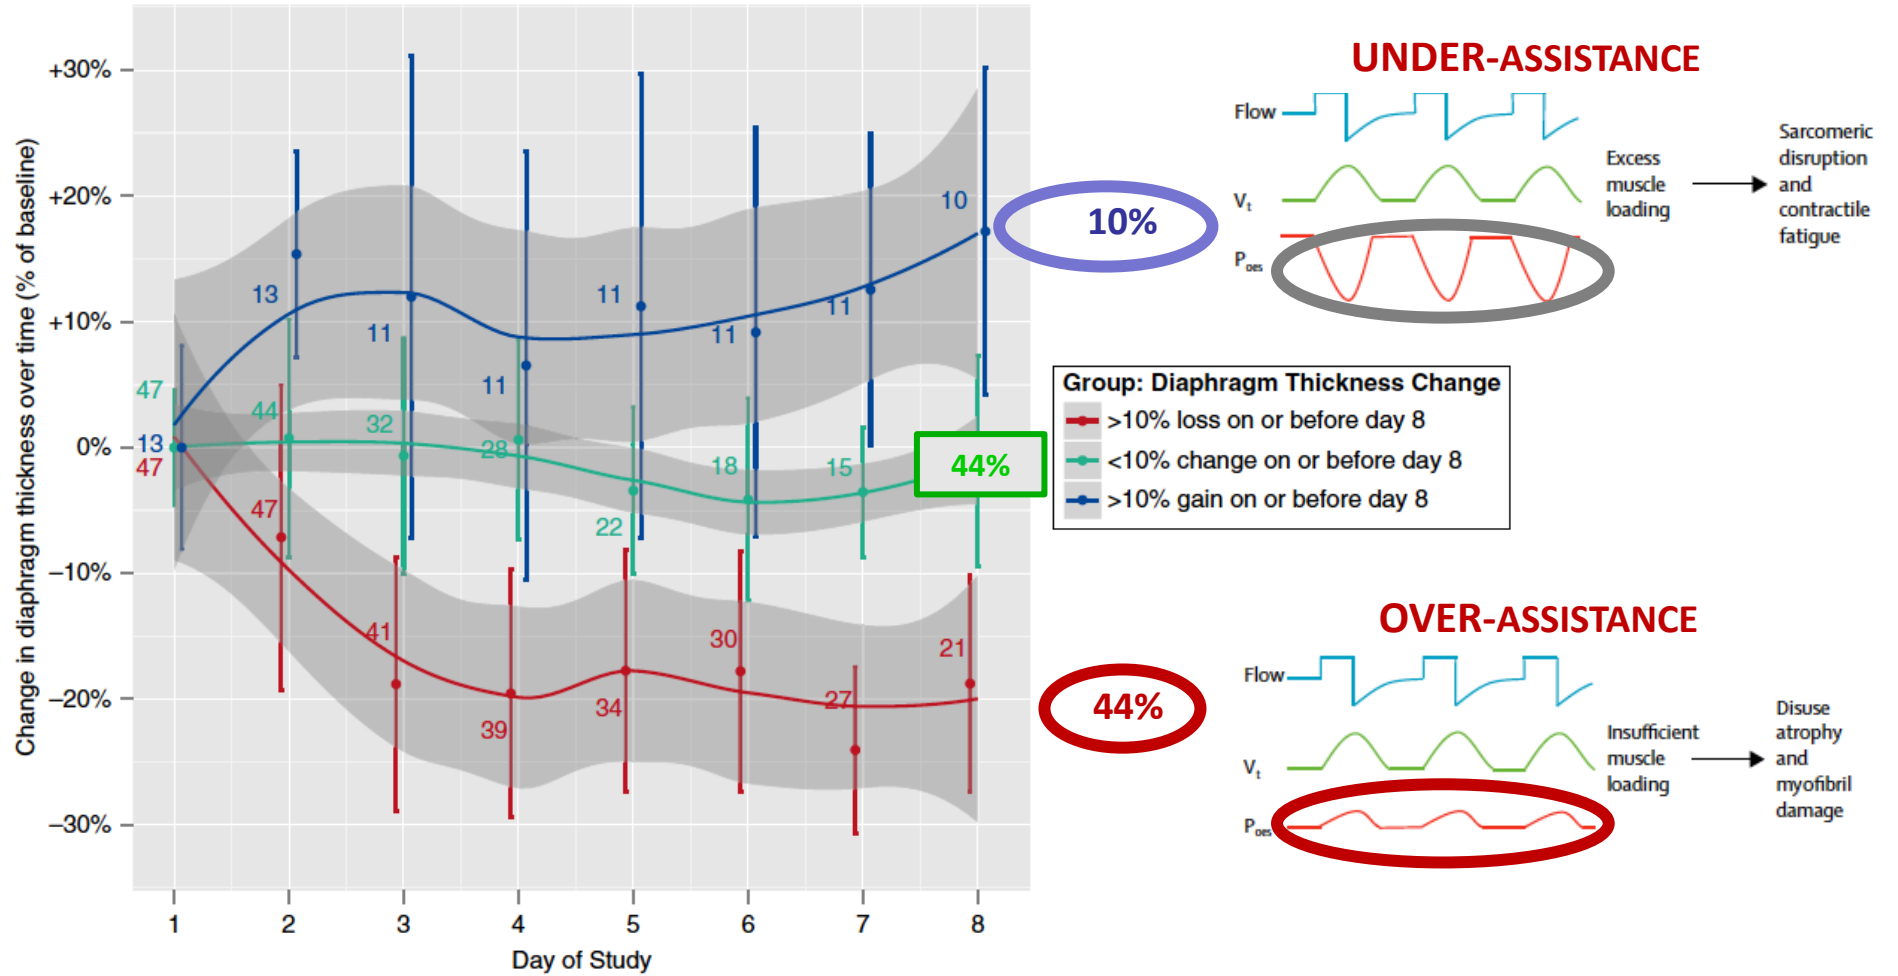 Change in diaphragm thickness over time (% of baseline)
+30%
+20%
+10%
0%
−10%
−20%
−30%
47
13
47
13
44
47
11
32
41
11
28
39
11
22
34
11
18
30
11
15
27
10
21
1
2
3
4
5
6
7
8
Day of Study
10%
44%
44%
UNDER-ASSISTANCE
Flow
Vt
Poes
Excess
muscle
loading
Sarcomeric
disruption
and
contractile
fatigue
Group: Diaphragm Thickness Change
>10% loss on or before day 8
<10% change on or before day 8
>10% gain on or before day 8
OVER-ASSISTANCE
Flow
Vt
Poes
Insufficient
muscle
loading
Disuse
atrophy
and
myofibril
damage